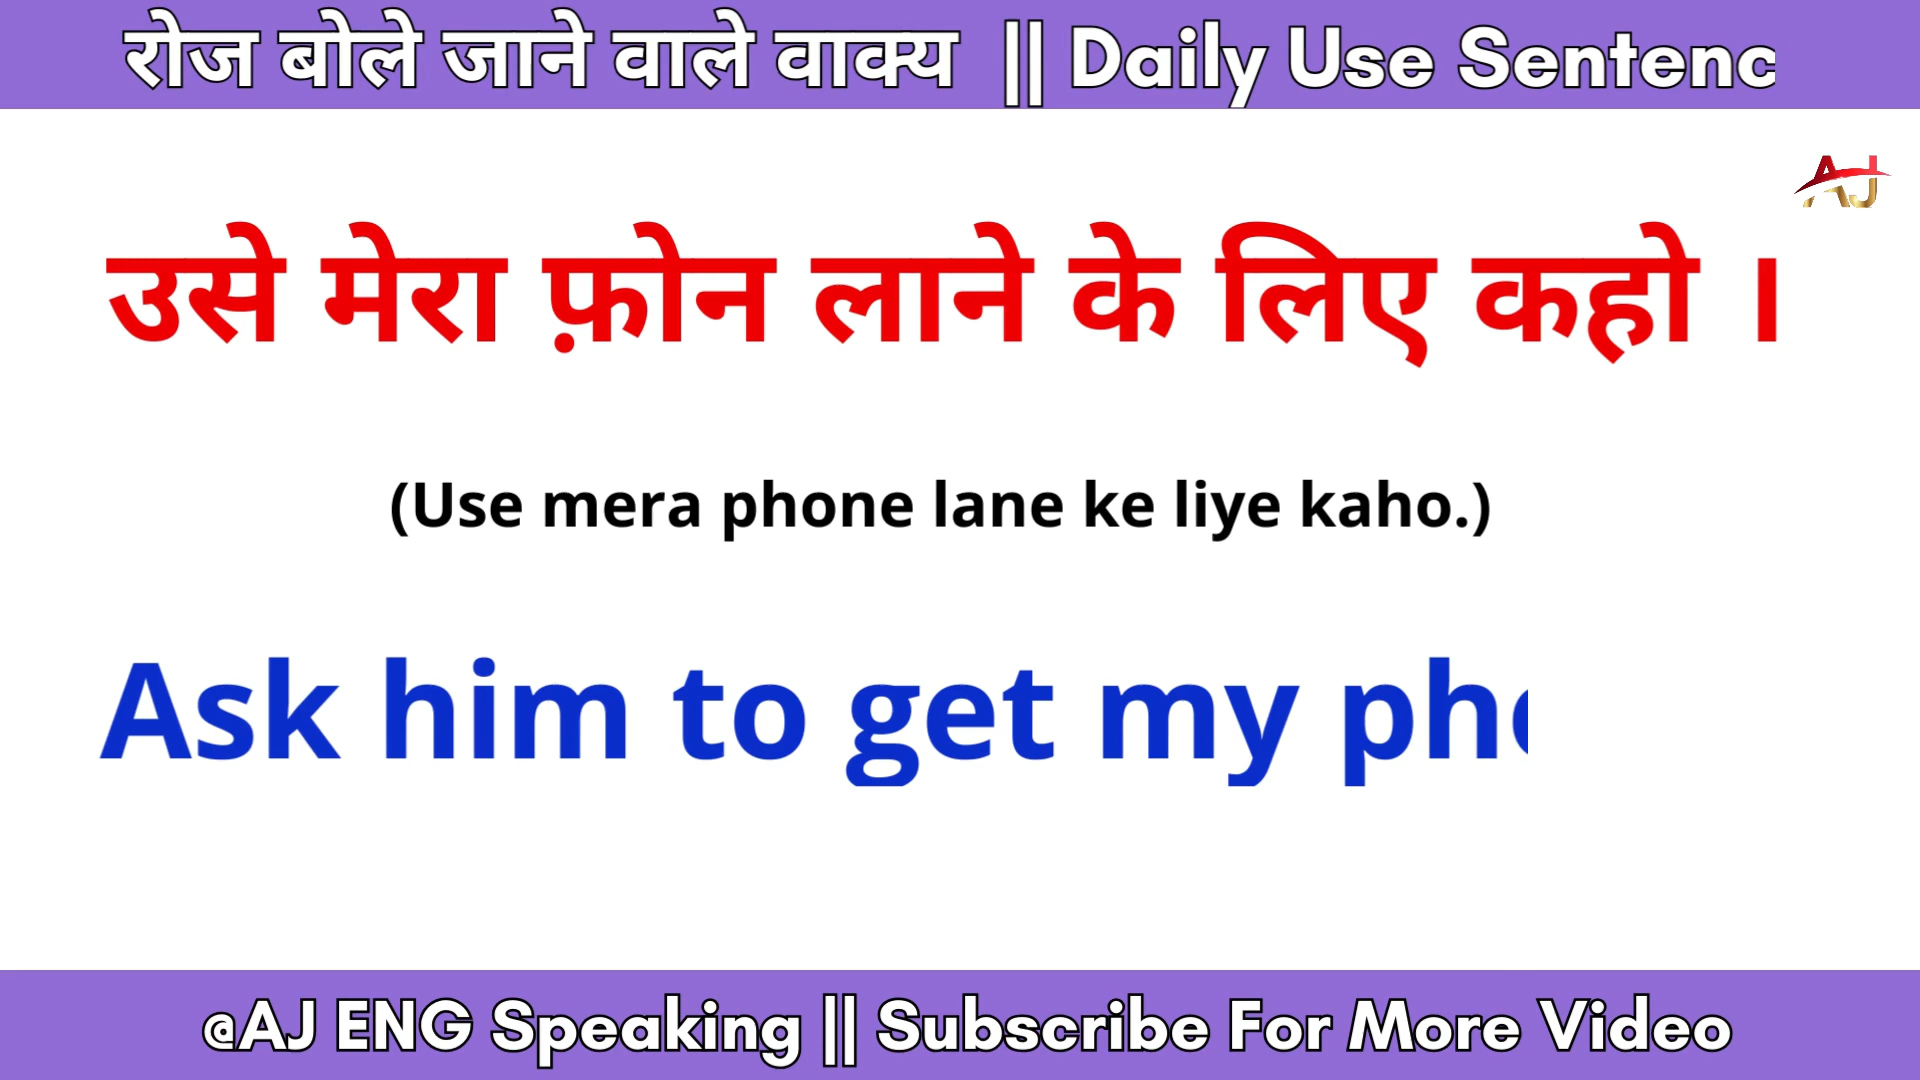 रोज बोले जाने वाले वाक्य || Daily Use Sentenc
AJ
उसे मेरा फ़ोन लाने के लिए कहो ।
(Use mera phone lane ke liye kaho.)
Ask him to get my pho
@AJ ENG Speaking || Subscribe For More Video